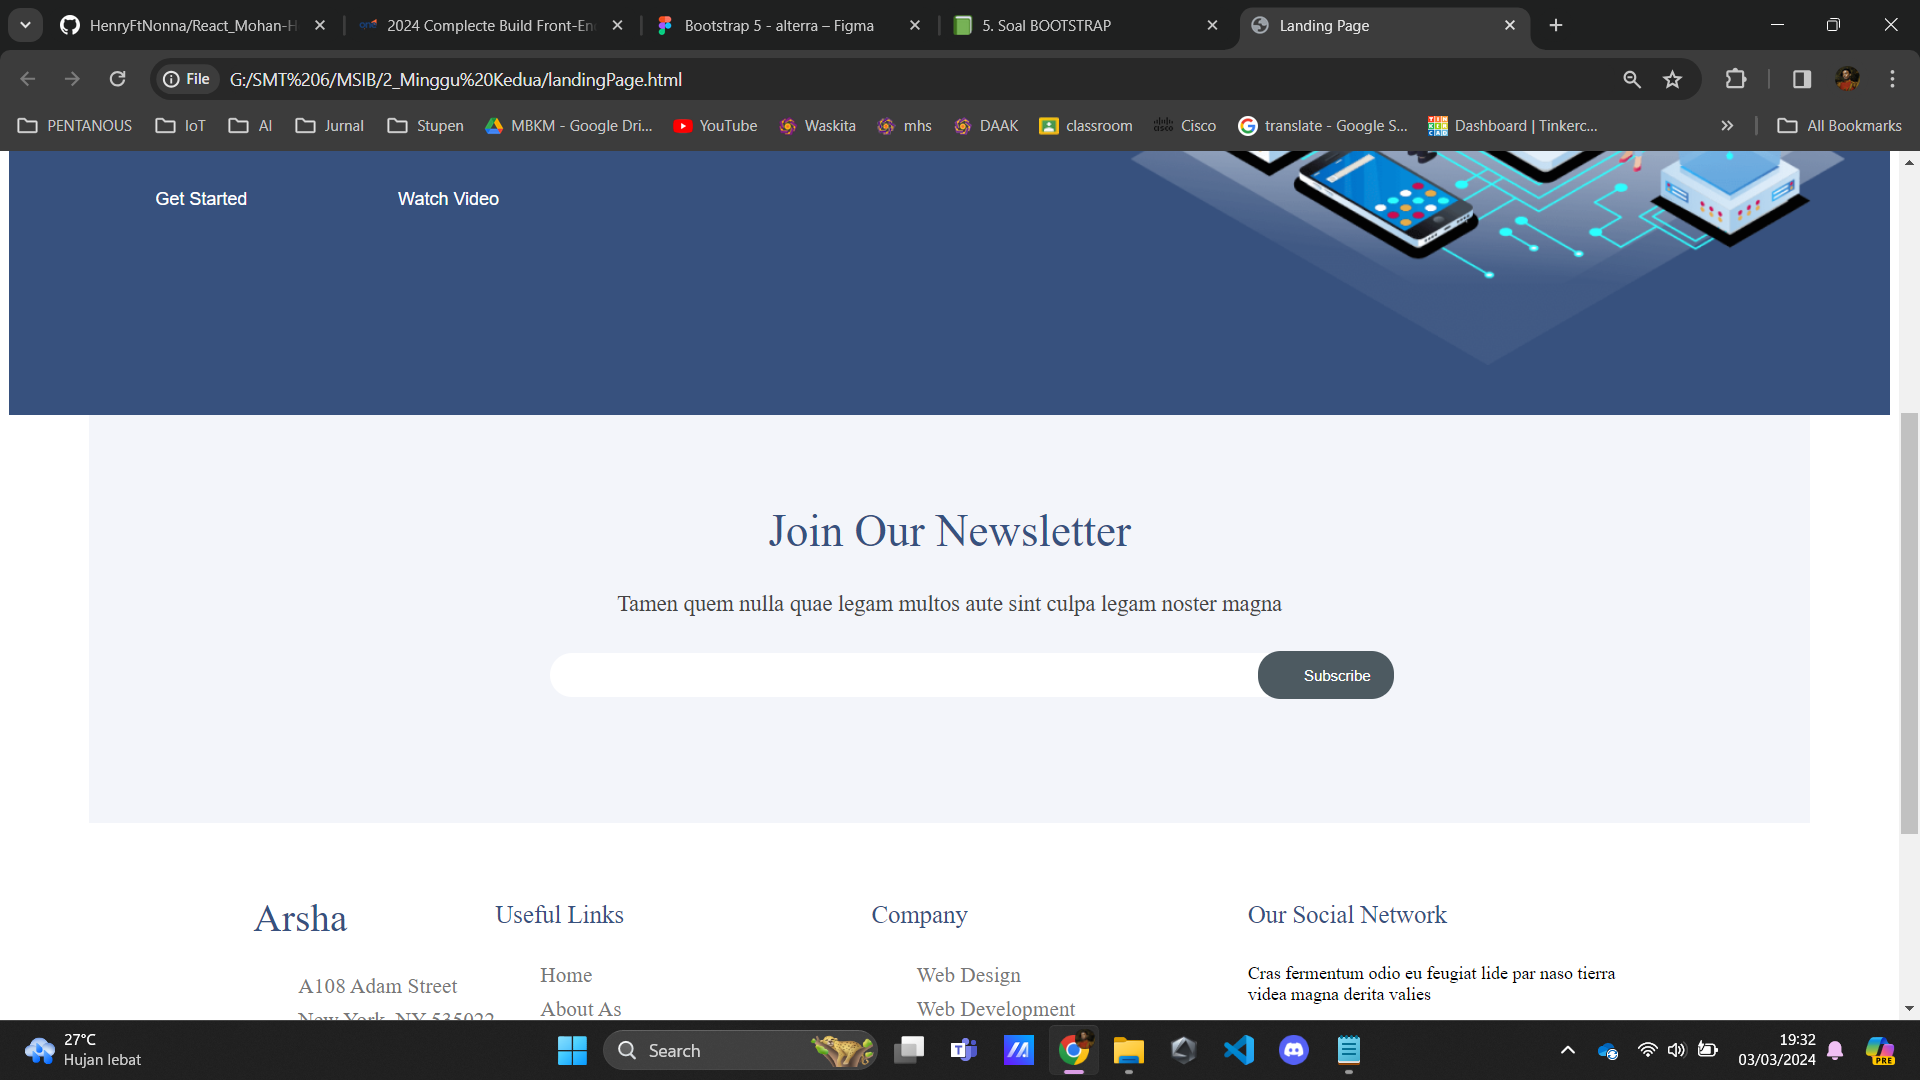 HenryFtNonna/React_Mohan-H
2024 Complecte Build Front-En
Bootstrap 5 - alterra – Figma
5. Soal BOOTSTRAP
Landing Page
File
G:/SMT%206/MSIB/2_Minggu%20Kedua/landingPage.html
PENTANOUS
IoT
AI
Jurnal
Stupen
MBKM - Google Dri...
YouTube
Waskita
mhs
DAAK
classroom
Cisco
translate - Google S...
Dashboard | Tinkerc...
All Bookmarks
Get Started
Watch Video
Join Our Newsletter
Tamen quem nulla quae legam multos aute sint culpa legam noster magna
Subscribe
Arsha
A108 Adam Street
New York, NY 535022
Useful Links
Home
About As
Company
Web Design
Web Development
Our Social Network
Cras fermentum odio eu feugiat lide par naso tierra
videa magna derita valies
27°C
Hujan lebat
Search
19:32
03/03/2024
PRE